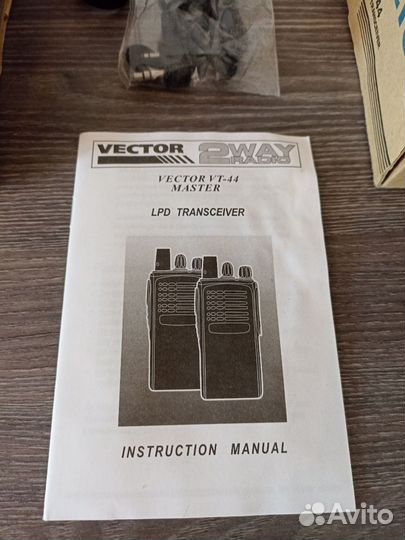 VECTOR
2WAY
RADIO
VECTOR VT-44
MASTER
LPD TRANSCEIVER
INSTRUCTION MANUAL
Avito